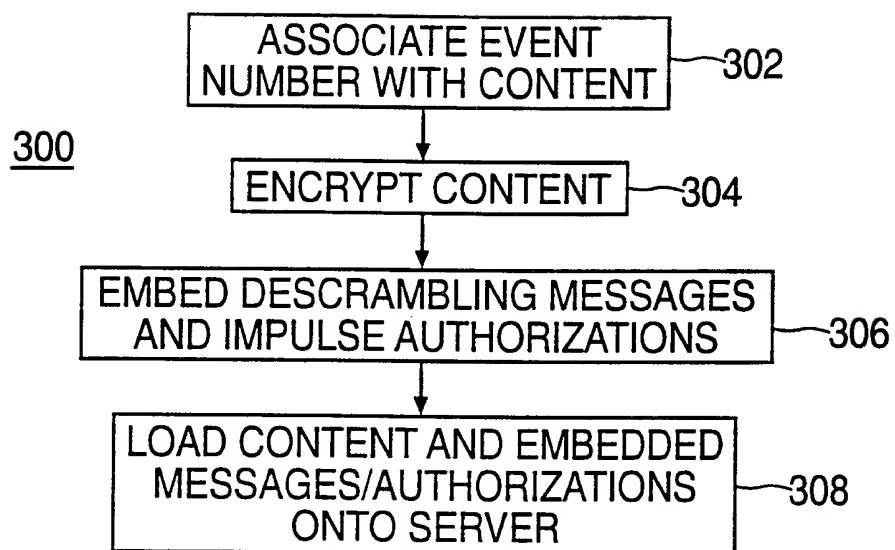 ASSOCIATE EVENT
NUMBER WITH CONTENT
302
300
ENCRYPT CONTENT
304
EMBED DESCRAMBLING MESSAGES
AND IMPULSE AUTHORIZATIONS
306
LOAD CONTENT AND EMBEDDED
MESSAGES/AUTHORIZATIONS
ONTO SERVER
308